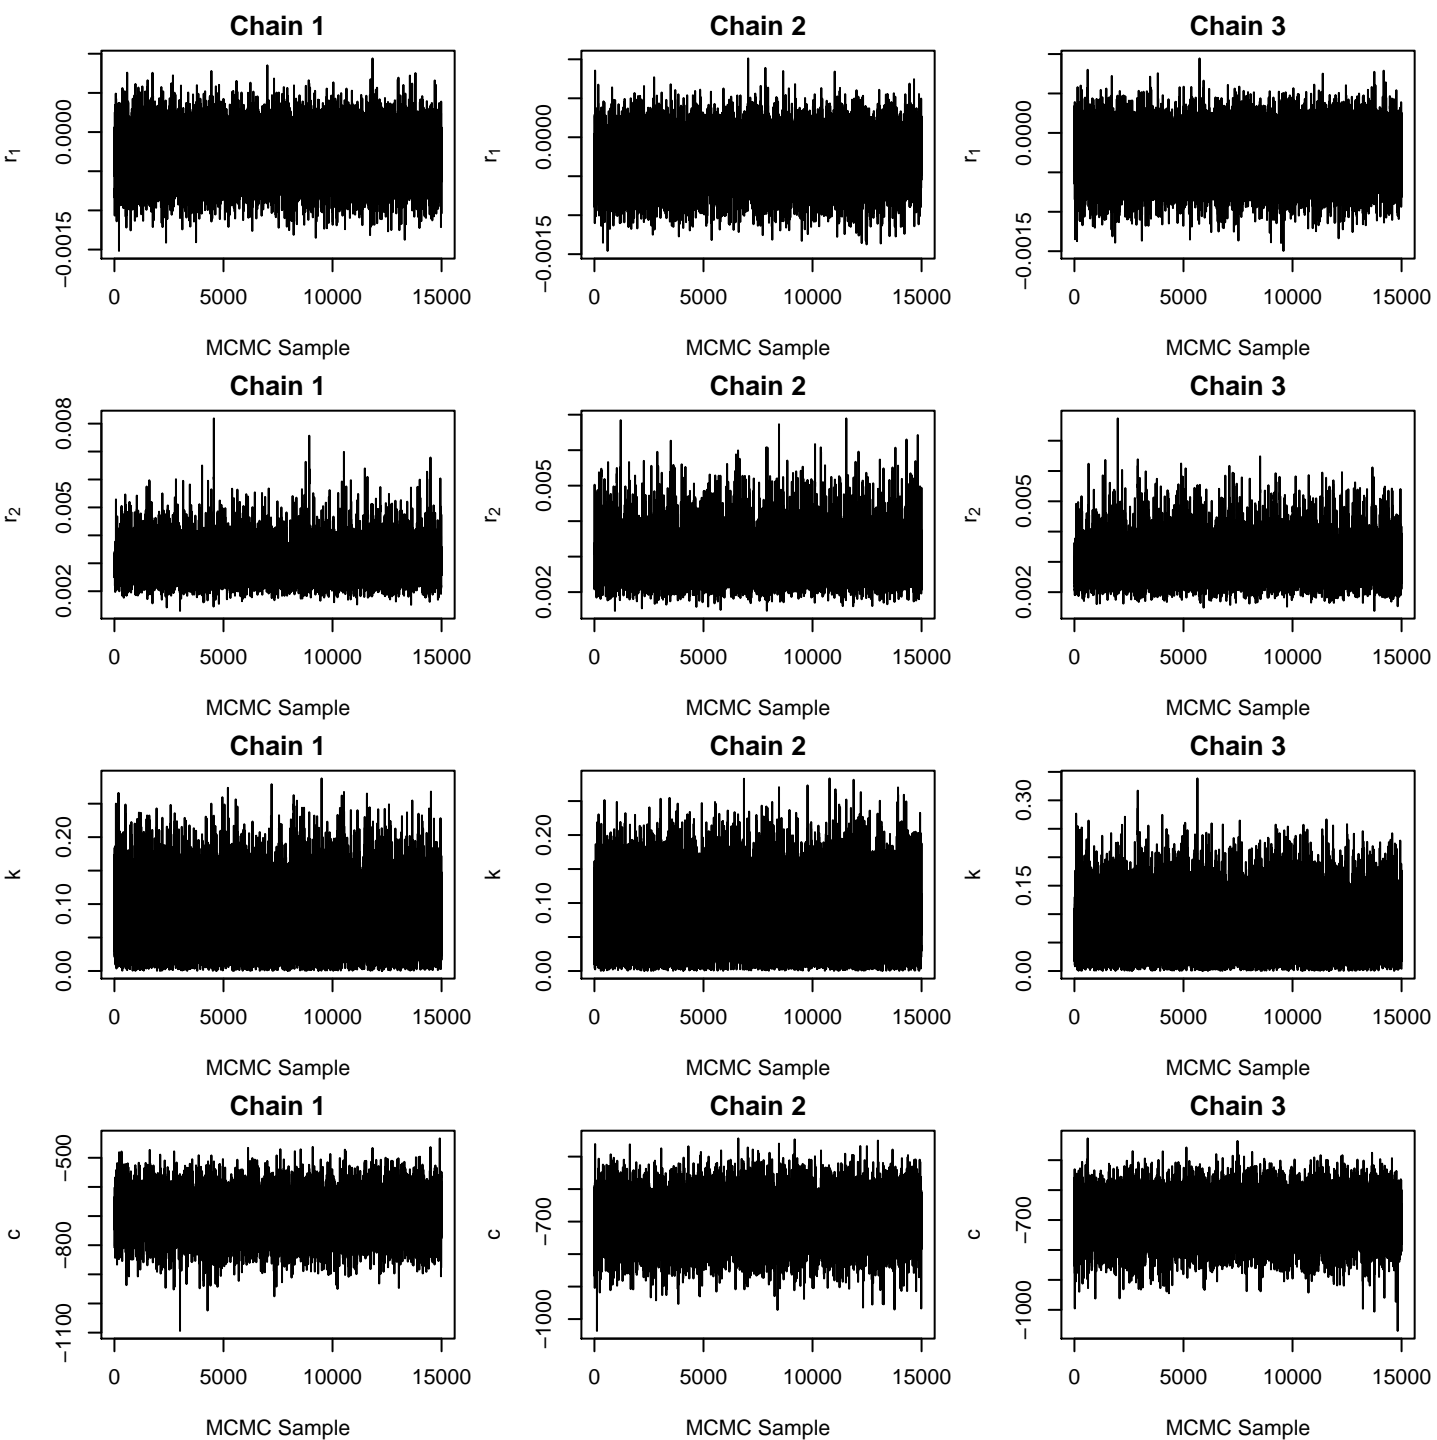 Chain 1 Chain 2 Chain 3
r1 −0.0015 0.0000 r1 −0.0015 0.0000 r1 −0.0015 0.0000
0 5000 10000 15000 0 5000 10000 15000 0 5000 10000 15000
MCMC Sample MCMC Sample MCMC Sample
Chain 1 Chain 2 Chain 3
r2 0.002 0.005 0.008 r2 0.002 0.005 r2 0.002 0.005
0 5000 10000 15000 0 5000 10000 15000 0 5000 10000 15000
MCMC Sample MCMC Sample MCMC Sample
Chain 1 Chain 2 Chain 3
k 0.00 0.10 0.20 k 0.00 0.10 0.20 k 0.00 0.15 0.30
0 5000 10000 15000 0 5000 10000 15000 0 5000 10000 15000
MCMC Sample MCMC Sample MCMC Sample
Chain 1 Chain 2 Chain 3
c −1100 −800 −500 c −1000 −700 c −1000 −700
0 5000 10000 15000 0 5000 10000 15000 0 5000 10000 15000
MCMC Sample MCMC Sample MCMC Sample